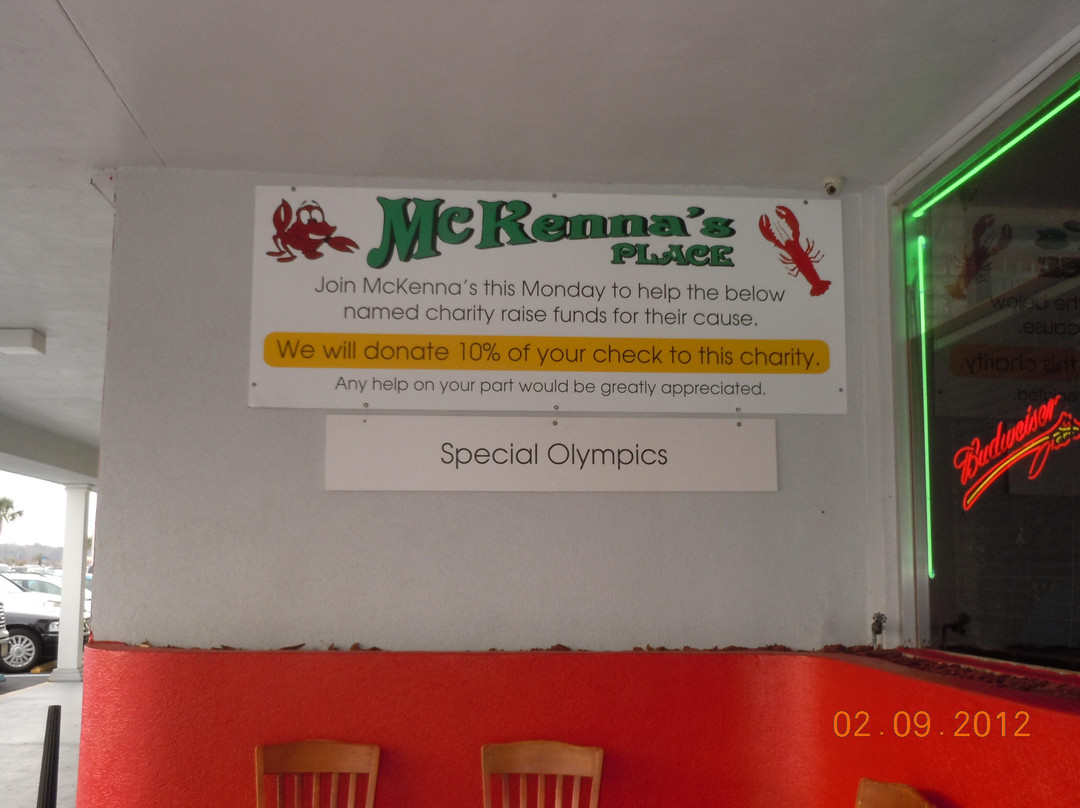 McKenna's
PLACE
Join McKenna's this Monday to help the below
named charity raise funds for their cause.
We will donate 10% of your check to this charity.
Any help on your part would be greatly appreciated.
Special Olympics
Budweiser
02.09.2012